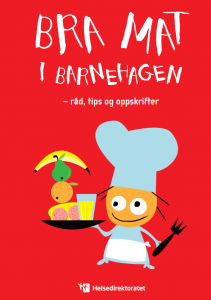 BRA MAT
I BARNEHAGEN
– råd, tips og oppskrifter
Helsedirektoratet